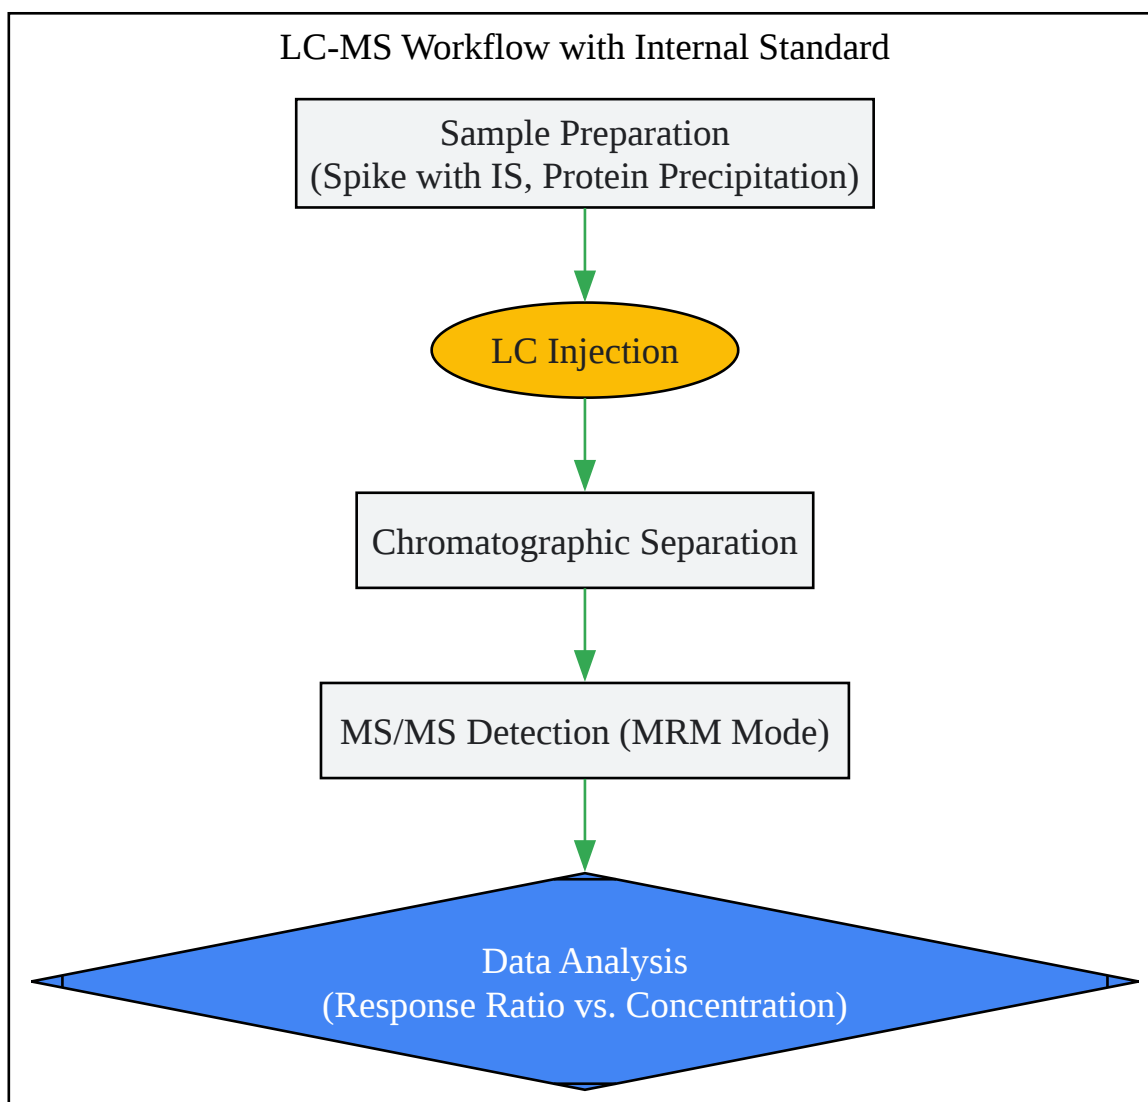 LC-MS Workflow with Internal Standard
Sample Preparation
(Spike with IS, Protein Precipitation)
LC Injection
Chromatographic Separation
MS/MS Detection (MRM Mode)
Data Analysis
(Response Ratio vs. Concentration)